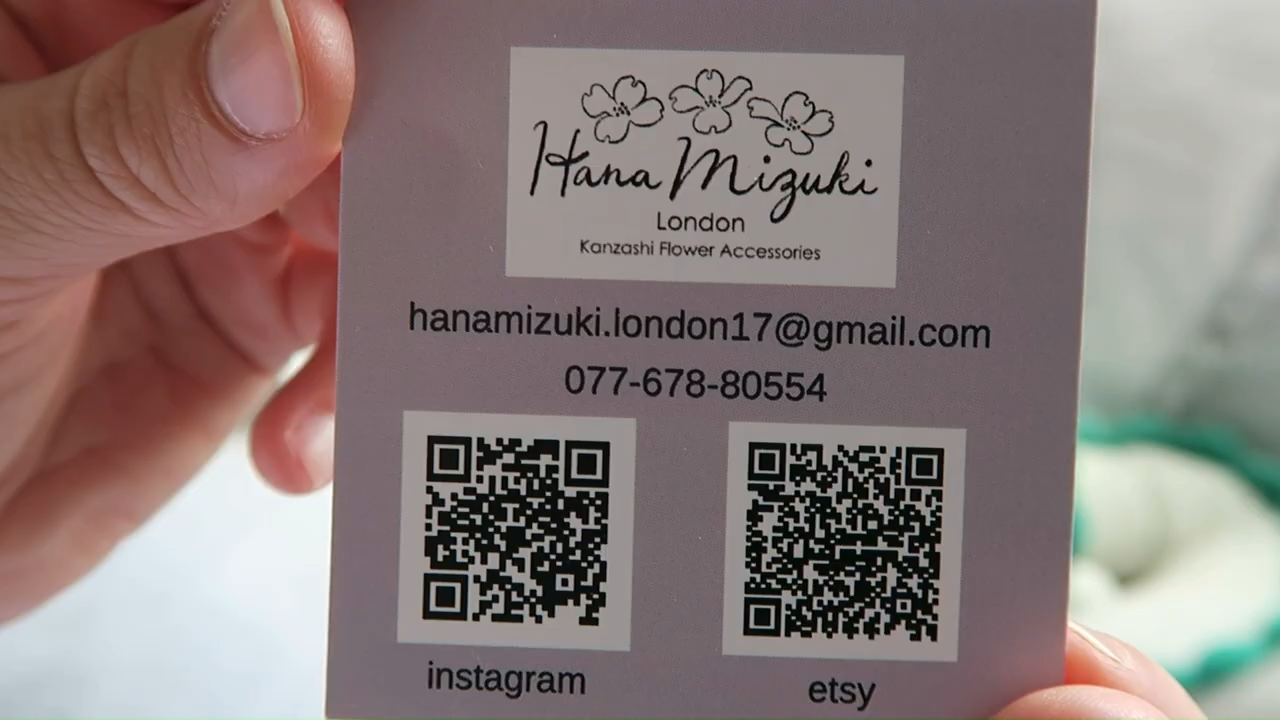 Hana Mizuki
London
Kanzashi Flower Accessories
hanamizuki.london17@gmail.com
077-678-80554
instagram
etsy